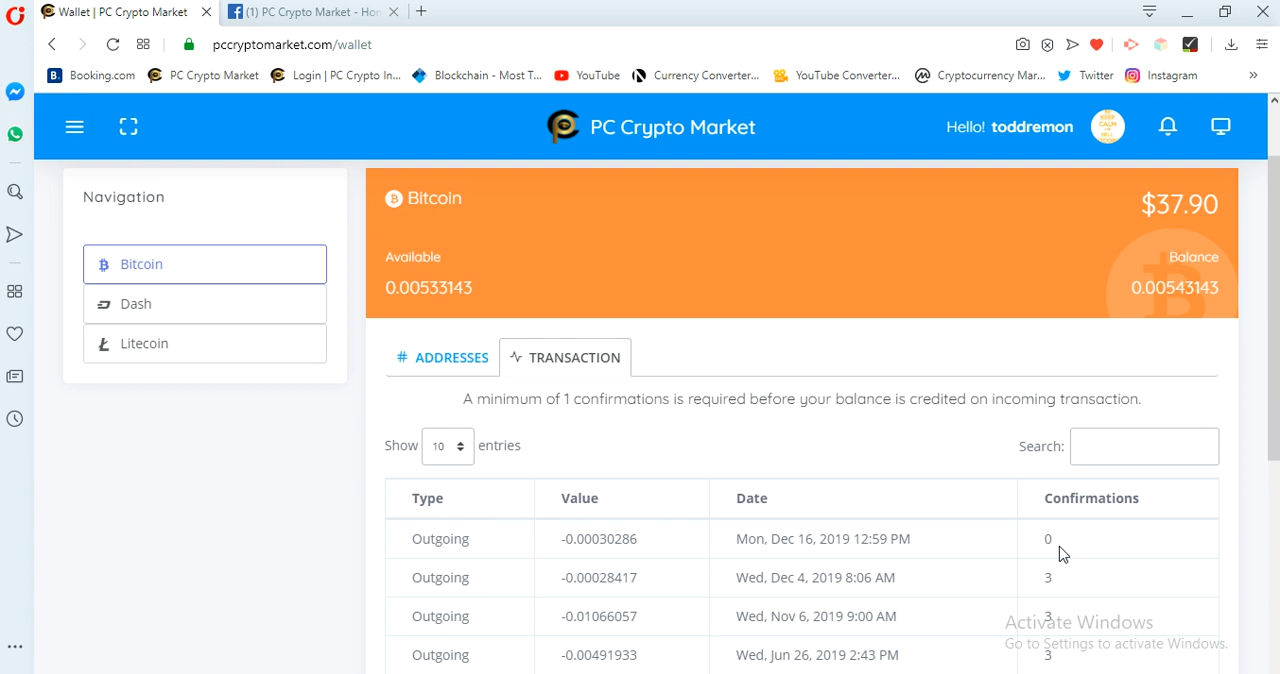 Wallet | PC Crypto Market
(1) PC Crypto Market - Hon
pccryptomarket.com/wallet
B. Booking.com
PC Crypto Market
Login | PC Crypto In...
Blockchain - Most T...
YouTube
Currency Converter...
YouTube Converter...
Cryptocurrency Mar...
Twitter
Instagram
PC Crypto Market
Hello! toddremon
Navigation
Bitcoin
Dash
Litecoin
Bitcoin
$37.90
Available
Balance
0.00533143
0.00543143
# ADDRESSES
TRANSACTION
A minimum of 1 confirmations is required before your balance is credited on incoming transaction.
Show 10 entries
Search:
Type Value Date Confirmations
Outgoing -0.00030286 Mon, Dec 16, 2019 12:59 PM 0
Outgoing -0.00028417 Wed, Dec 4, 2019 8:06 AM 3
Outgoing -0.01066057 Wed, Nov 6, 2019 9:00 AM 3
Outgoing -0.00491933 Wed, Jun 26, 2019 2:43 PM 3
Activate Windows
Go to Settings to activate Windows.